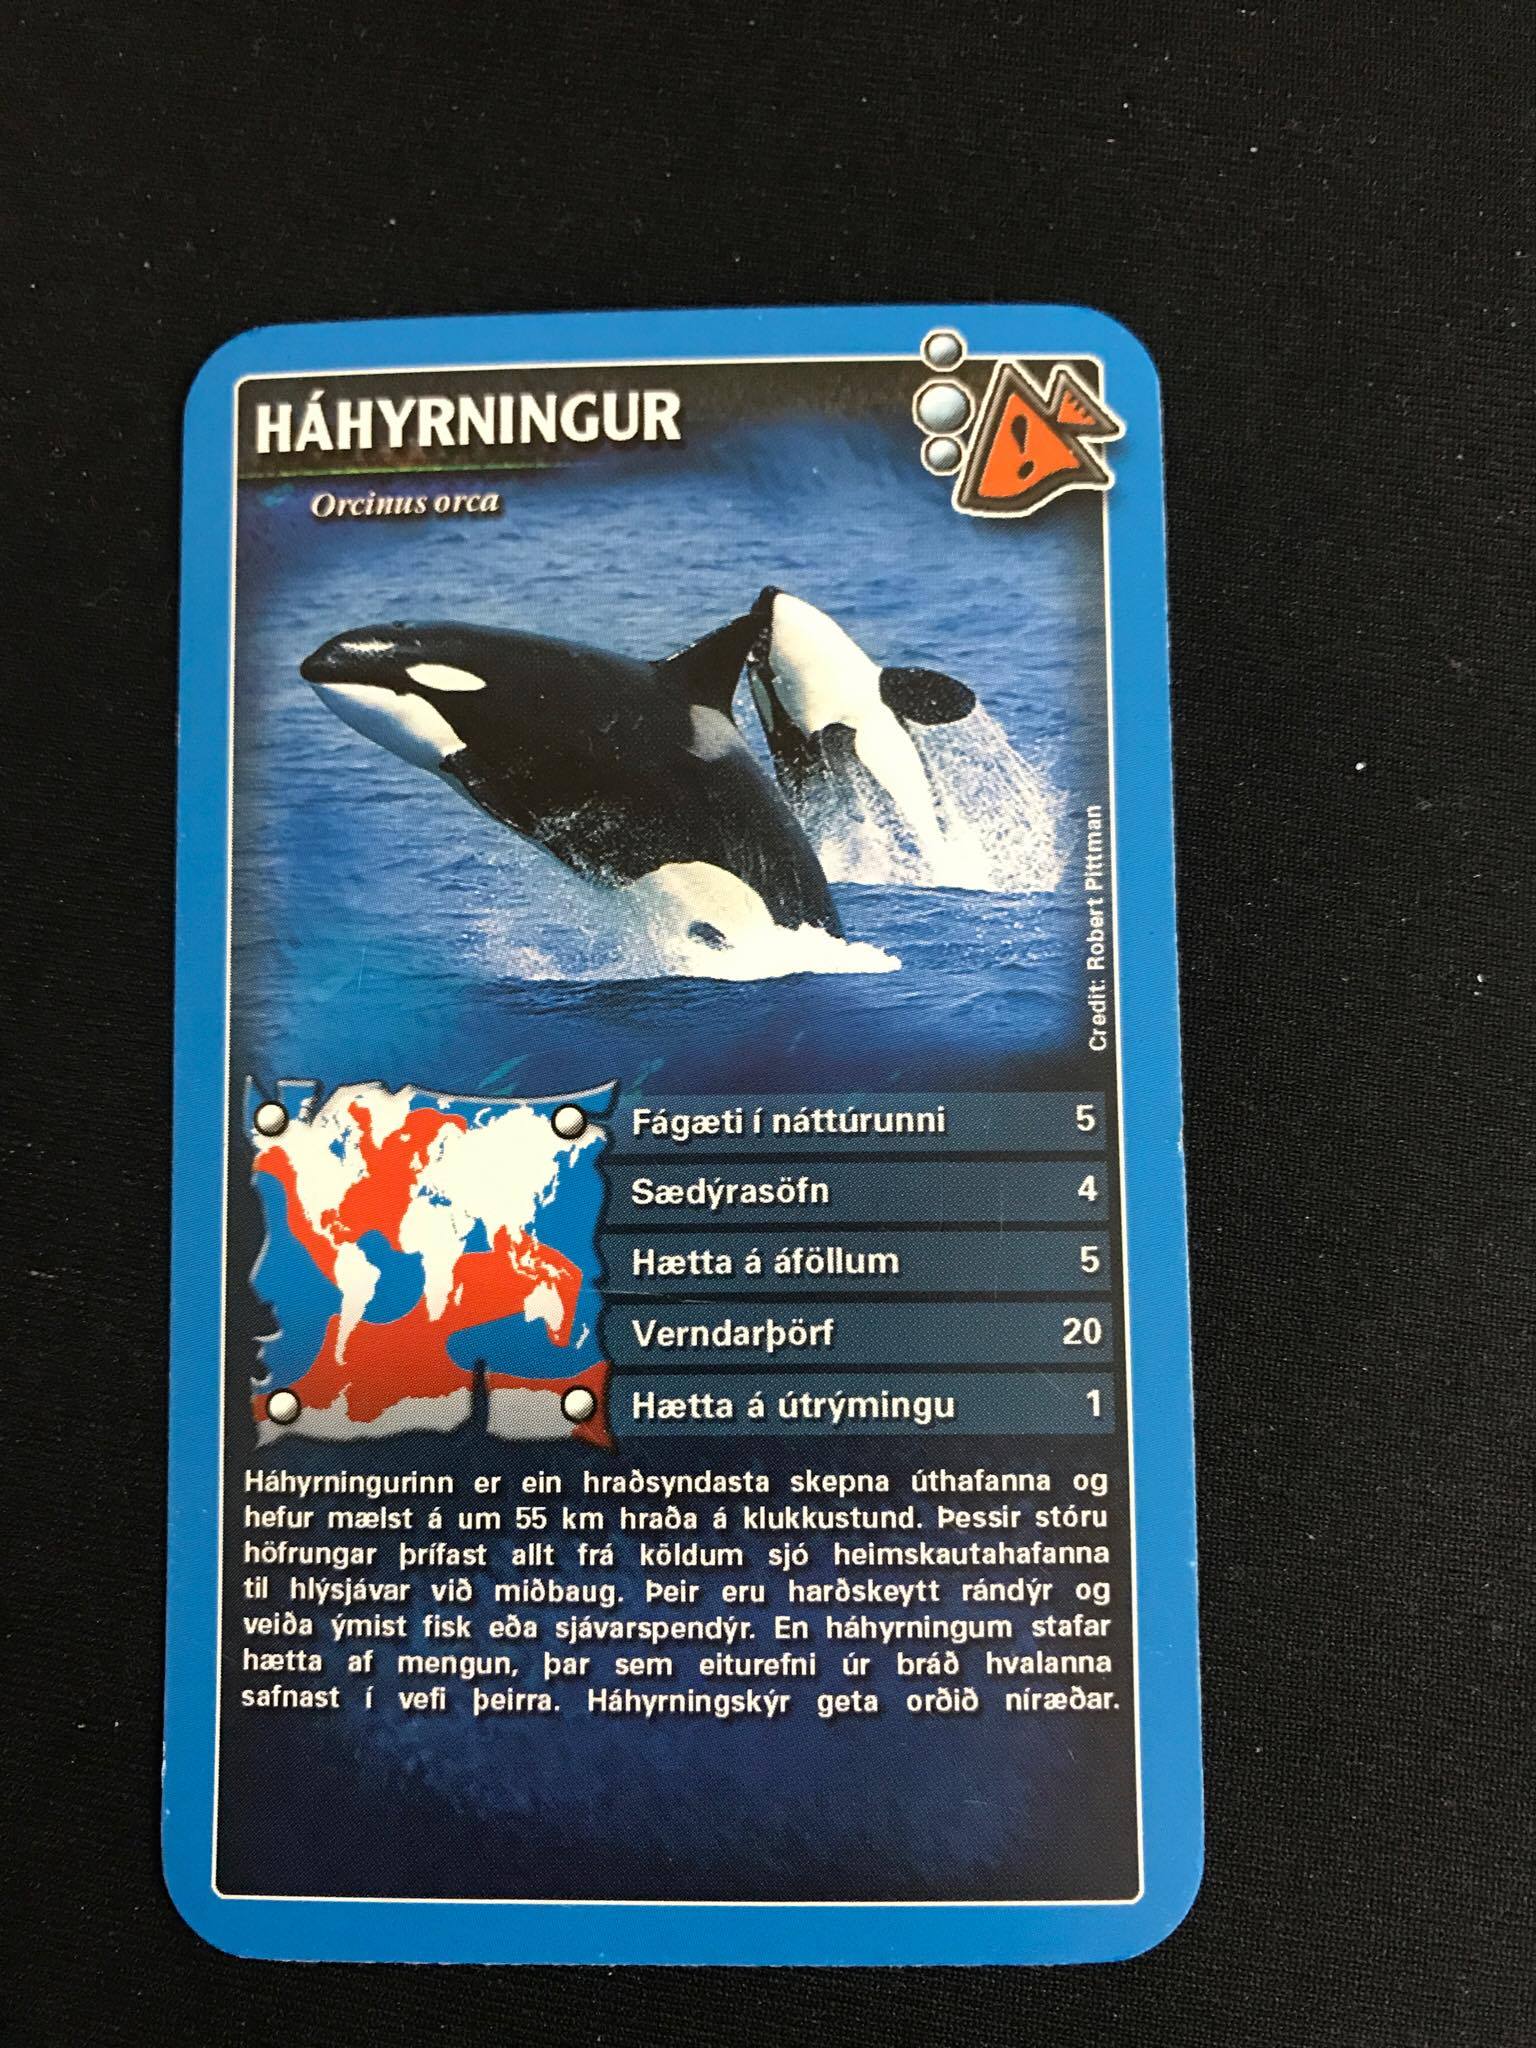 HÁHYRNINGUR
Orcinus orca
Credit: Robert Pittman
Fágæti í náttúrunni 5
Sædýrasöfn 4
Hætta á áföllum 5
Verndarþörf 20
Hætta á útrýmingu 1
Háhyrningurinn er ein hraðsyndasta skepna úthafanna og
hefur mælst á um 55 km hraða á klukkustund. Þessir stóru
höfrungar þrífast allt frá köldum sjó heimskautahafanna
til hlýsjávar við miðbaug. Þeir eru harðskeytt rándýr og
veiða ýmist fisk eða sjávarspendýr. En háhyrningum stafar
hætta af mengun, þar sem eiturefni úr bráð hvalanna
safnast í vefi þeirra. Háhyrningskýr geta orðið níræðar.